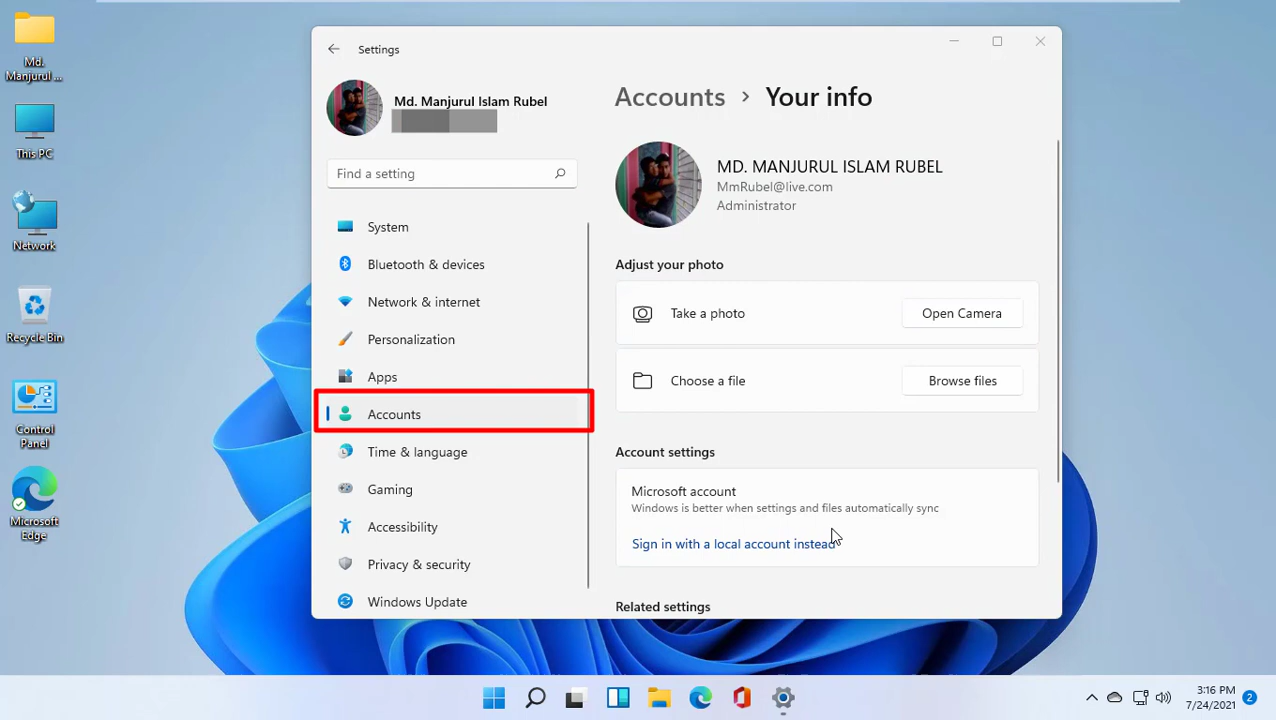 Md.
Manjurul ...
This PC
Network
Recycle Bin
Control
Panel
Microsoft
Edge
Settings
Md. Manjurul Islam Rubel
Find a setting
System
Bluetooth & devices
Network & internet
Personalization
Apps
Accounts
Time & language
Gaming
Accessibility
Privacy & security
Windows Update
Accounts > Your info
MD. MANJURUL ISLAM RUBEL
MmRubel@live.com
Administrator
Adjust your photo
Take a photo
Open Camera
Choose a file
Browse files
Account settings
Microsoft account
Windows is better when settings and files automatically sync
Sign in with a local account instead
Related settings
3:16 PM
7/24/2021
2